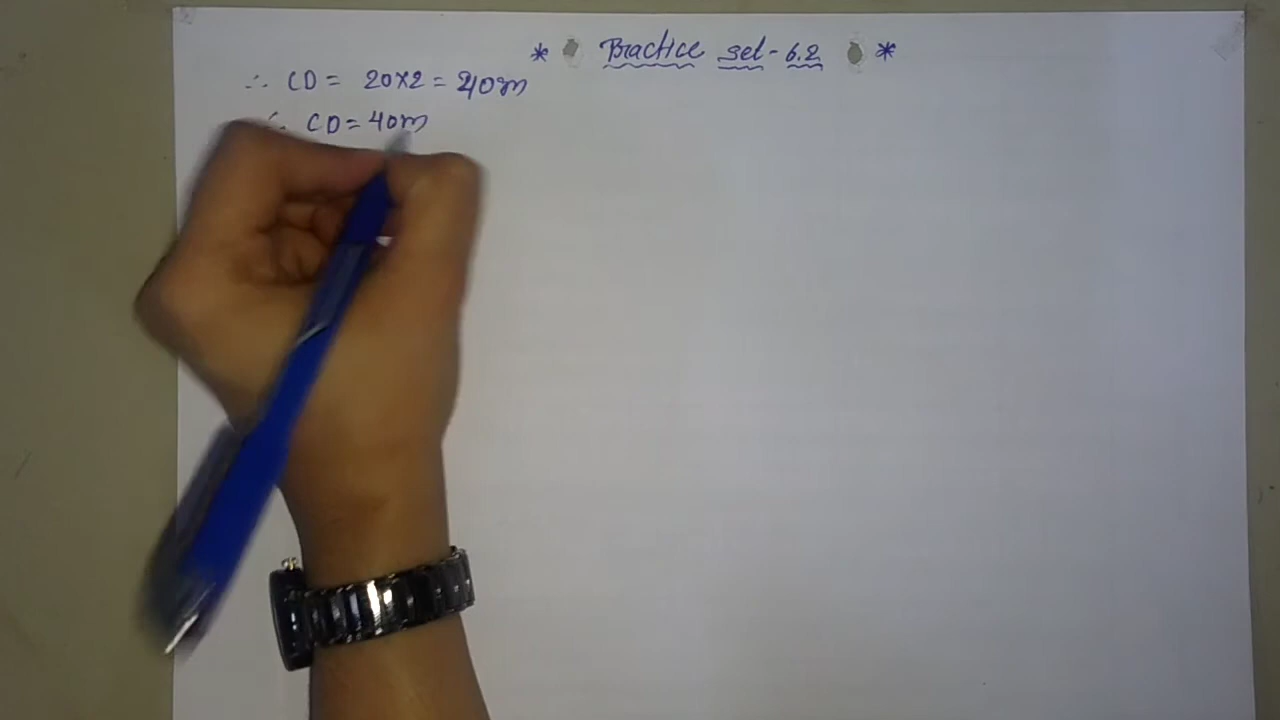 * Practice set - 6.2 *
∴ CD = 20×2 = 40m
∴ CD = 40m